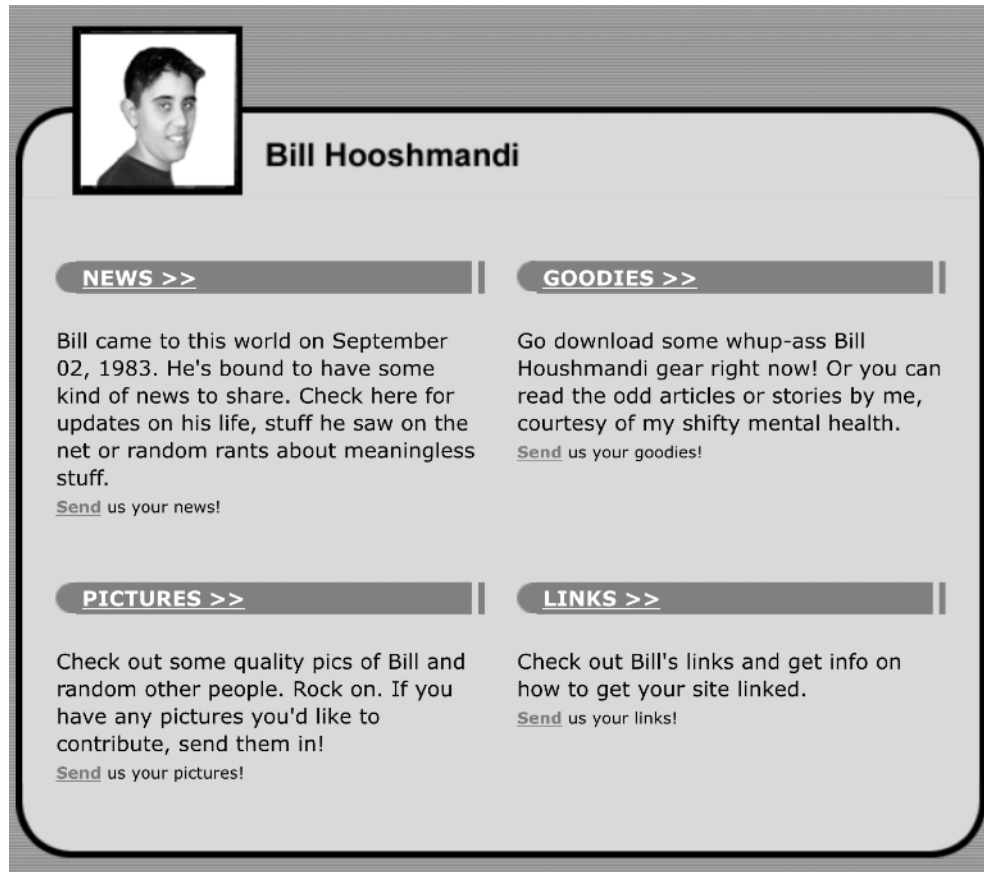 Bill Hooshmandi
NEWS >>
Bill came to this world on September
02, 1983. He's bound to have some
kind of news to share. Check here for
updates on his life, stuff he saw on the
net or random rants about meaningless
stuff.
Send us your news!
GOODIES >>
Go download some whup-ass Bill
Houshmandi gear right now! Or you can
read the odd articles or stories by me,
courtesy of my shifty mental health.
Send us your goodies!
PICTURES >>
Check out some quality pics of Bill and
random other people. Rock on. If you
have any pictures you'd like to
contribute, send them in!
Send us your pictures!
LINKS >>
Check out Bill's links and get info on
how to get your site linked.
Send us your links!